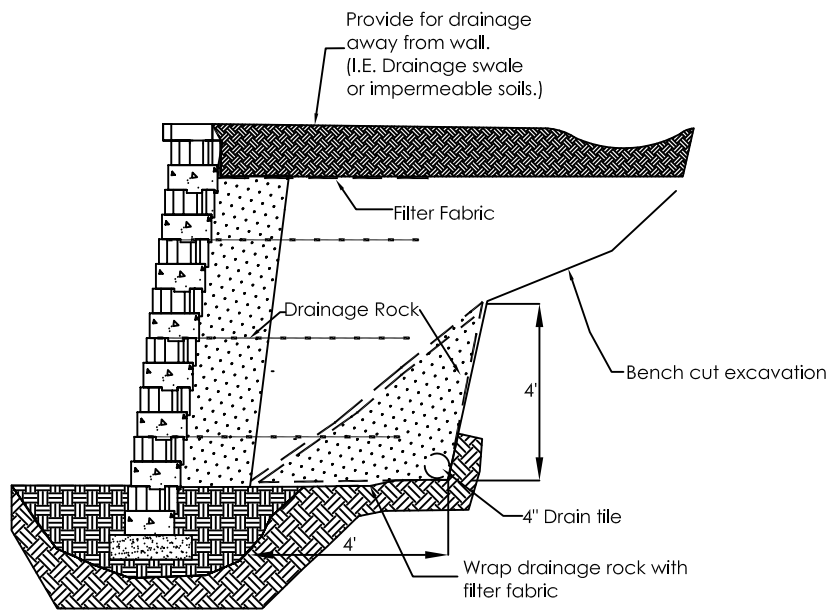 Provide for drainage
away from wall.
(I.E. Drainage swale
or impermeable soils.)
Filter Fabric
Drainage Rock
Bench cut excavation
4'
4" Drain tile
4'
Wrap drainage rock with
filter fabric